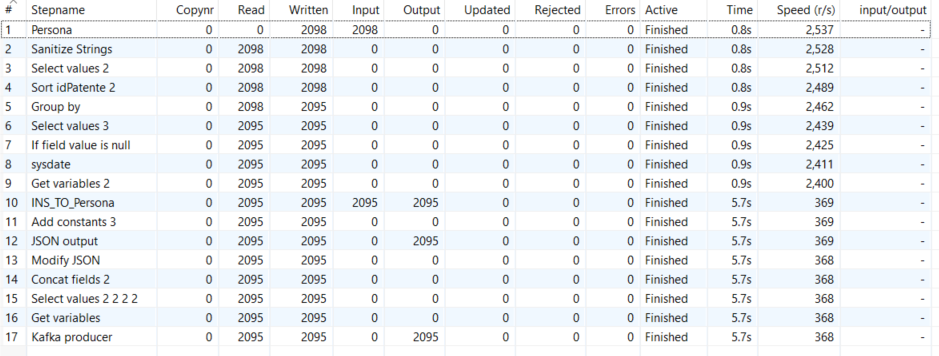 # Stepname Copynr Read Written Input Output Updated Rejected Errors Active Time Speed (r/s) input/output
1 Persona 0 0 2098 2098 0 0 0 0 Finished 0.8s 2,537 -
2 Sanitize Strings 0 2098 2098 0 0 0 0 0 Finished 0.8s 2,528 -
3 Select values 2 0 2098 2098 0 0 0 0 0 Finished 0.8s 2,512 -
4 Sort idPatente 2 0 2098 2098 0 0 0 0 0 Finished 0.8s 2,489 -
5 Group by 0 2098 2095 0 0 0 0 0 Finished 0.9s 2,462 -
6 Select values 3 0 2095 2095 0 0 0 0 0 Finished 0.9s 2,439 -
7 If field value is null 0 2095 2095 0 0 0 0 0 Finished 0.9s 2,425 -
8 sysdate 0 2095 2095 0 0 0 0 0 Finished 0.9s 2,411 -
9 Get variables 2 0 2095 2095 0 0 0 0 0 Finished 0.9s 2,400 -
10 INS_TO_Persona 0 2095 2095 2095 2095 0 0 0 Finished 5.7s 369 -
11 Add constants 3 0 2095 2095 0 0 0 0 0 Finished 5.7s 369 -
12 JSON output 0 2095 2095 0 2095 0 0 0 Finished 5.7s 369 -
13 Modify JSON 0 2095 2095 0 0 0 0 0 Finished 5.7s 368 -
14 Concat fields 2 0 2095 2095 0 0 0 0 0 Finished 5.7s 368 -
15 Select values 2 2 2 2 0 2095 2095 0 0 0 0 0 Finished 5.7s 368 -
16 Get variables 0 2095 2095 0 0 0 0 0 Finished 5.7s 368 -
17 Kafka producer 0 2095 2095 0 2095 0 0 0 Finished 5.7s 368 -